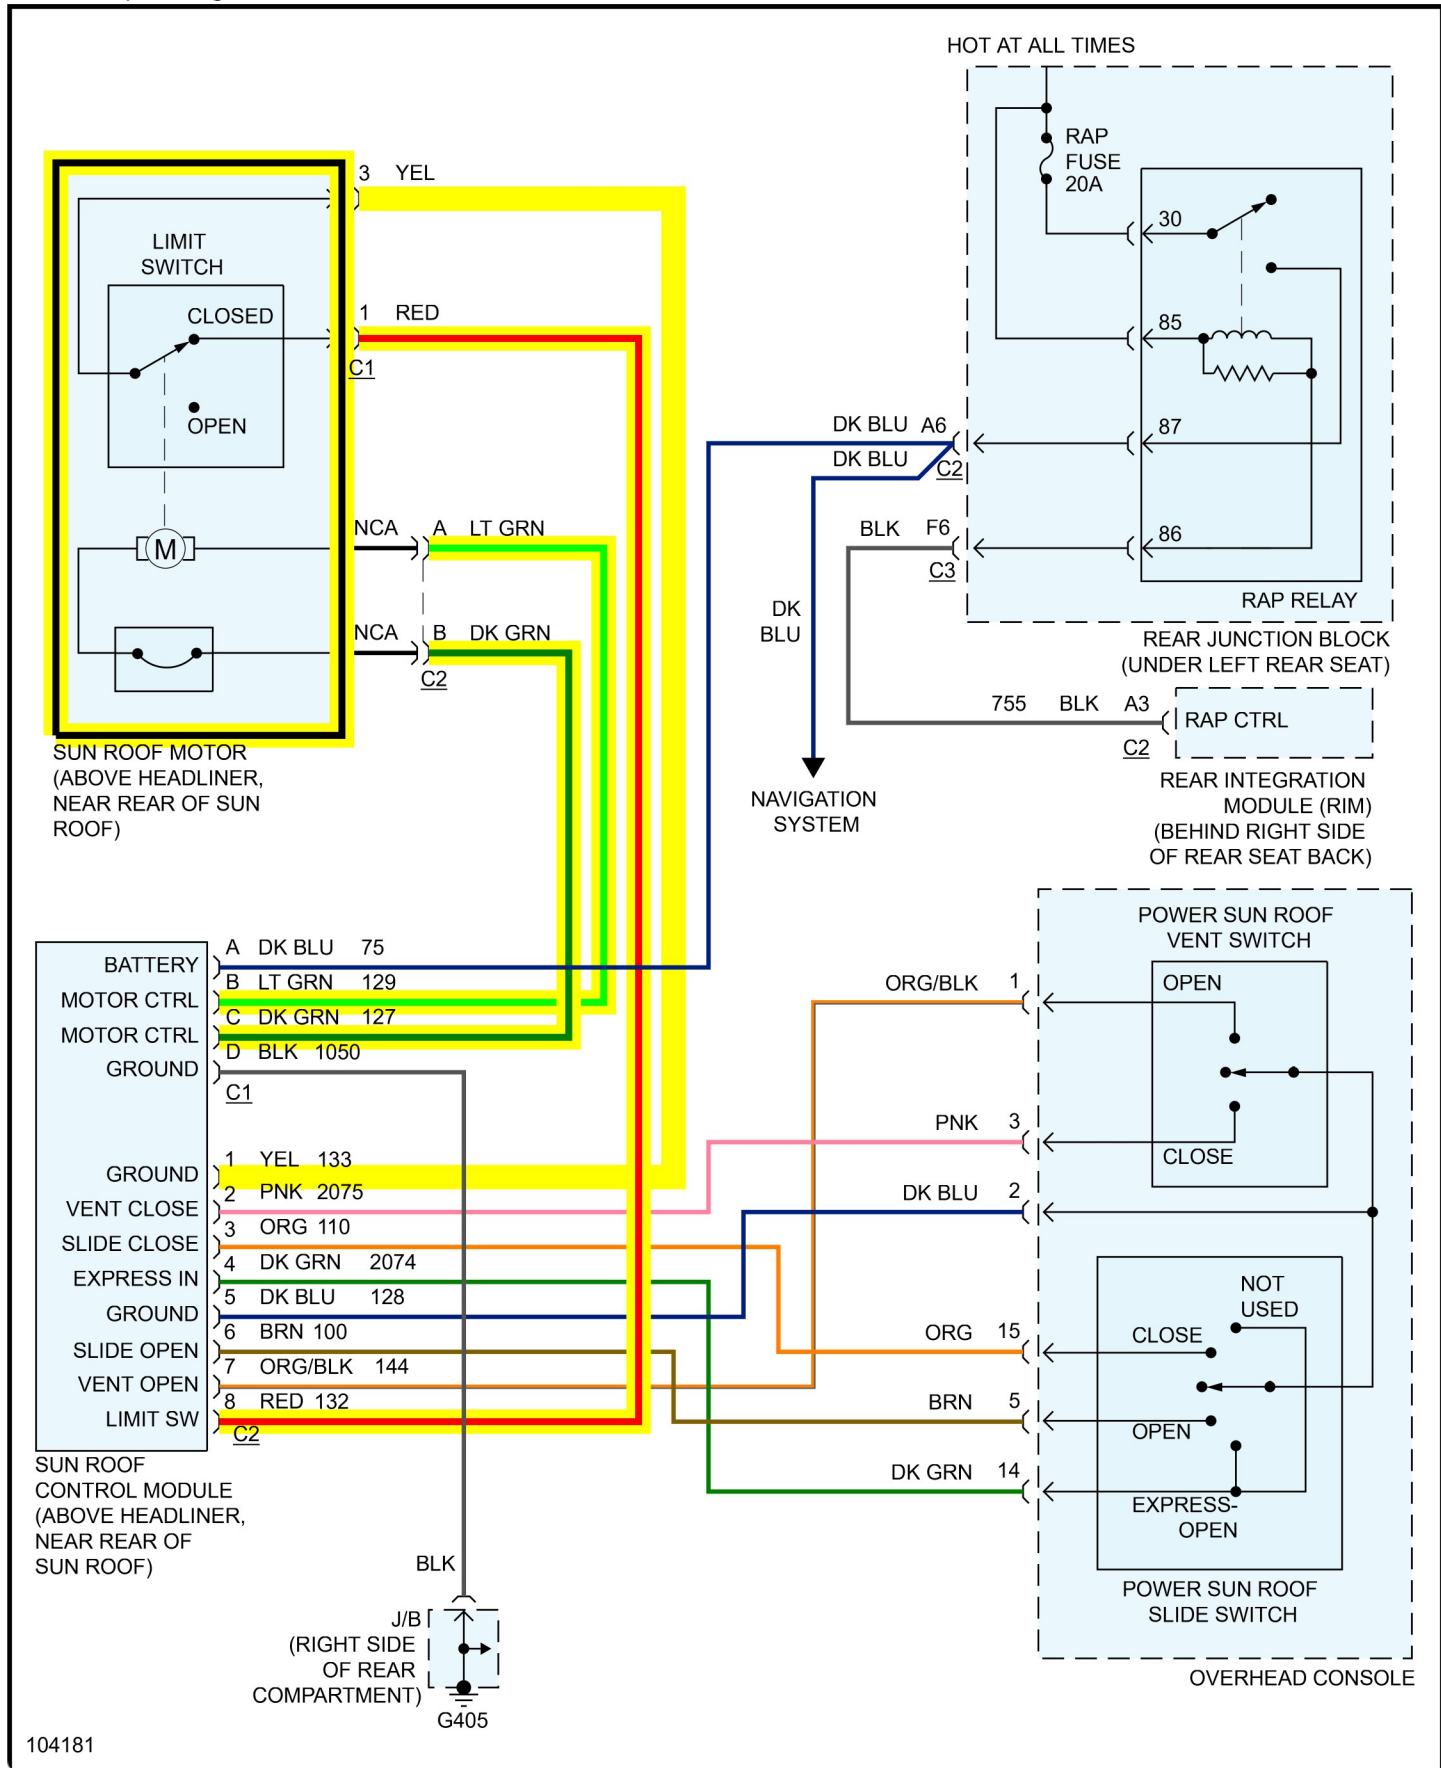 HOT AT ALL TIMES
RAP
FUSE
20A
30
85
87
86
RAP RELAY
DK BLU A6
DK BLU
C2
BLK F6
C3
DK
BLU
REAR JUNCTION BLOCK
(UNDER LEFT REAR SEAT)
755 BLK A3
RAP CTRL
C2
REAR INTEGRATION
MODULE (RIM)
(BEHIND RIGHT SIDE
OF REAR SEAT BACK)
NAVIGATION
SYSTEM
3 YEL
LIMIT
SWITCH
CLOSED
OPEN
1 RED
C1
M
NCA A LT GRN
NCA B DK GRN
C2
SUN ROOF MOTOR
(ABOVE HEADLINER,
NEAR REAR OF SUN
ROOF)
BATTERY
A DK BLU 75
MOTOR CTRL
B LT GRN 129
MOTOR CTRL
C DK GRN 127
GROUND
D BLK 1050
C1
GROUND
1 YEL 133
VENT CLOSE
2 PNK 2075
SLIDE CLOSE
3 ORG 110
EXPRESS IN
4 DK GRN 2074
GROUND
5 DK BLU 128
SLIDE OPEN
6 BRN 100
VENT OPEN
7 ORG/BLK 144
LIMIT SW
8 RED 132
C2
SUN ROOF
CONTROL MODULE
(ABOVE HEADLINER,
NEAR REAR OF
SUN ROOF)
POWER SUN ROOF
VENT SWITCH
ORG/BLK 1
OPEN
PNK 3
CLOSE
DK BLU 2
NOT
USED
ORG 15
CLOSE
BRN 5
OPEN
DK GRN 14
EXPRESS-
OPEN
POWER SUN ROOF
SLIDE SWITCH
OVERHEAD CONSOLE
BLK
J/B
(RIGHT SIDE
OF REAR
COMPARTMENT)
G405
104181